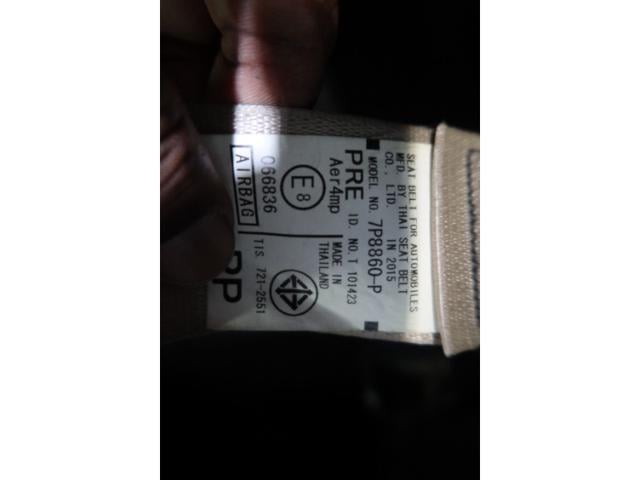 SEAT BELT FOR AUTOMOBILES
MFD. BY THAI SEAT BELT
CO., LTD. IN 2015
MODEL NO. 7P8860-P
PRE ID. NO.T 101423
Aer4mp
E8
MADE IN
THAILAND
066836
AIRBAG
TIS. 721-2551
PP